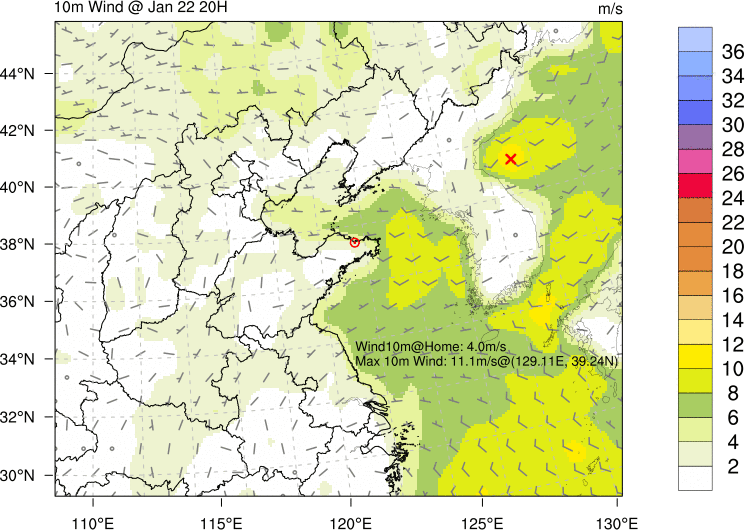 10m Wind @ Jan 22 20H
m/s
44°N
42°N
40°N
38°N
36°N
34°N
32°N
30°N
Wind10m@Home: 4.0m/s
Max 10m Wind: 11.1m/s@(129.11E, 39.24N)
110°E
115°E
120°E
125°E
130°E
36
34
32
30
28
26
24
22
20
18
16
14
12
10
8
6
4
2